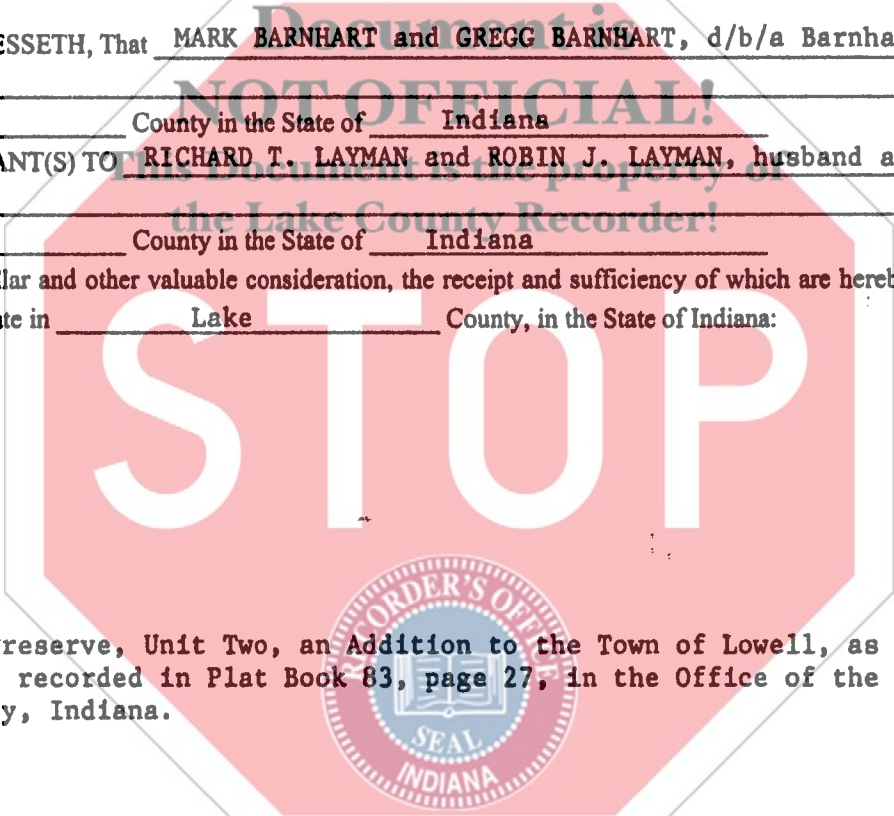 Document is
ESSETH, That MARK BARNHART and GREGG BARNHART, d/b/a Barnha
NOT OFFICIAL!
County in the State of Indiana
ANT(S) TO RICHARD T. LAYMAN and ROBIN J. LAYMAN, husband a
This Document is the property of
the Lake County Recorder!
County in the State of Indiana
lar and other valuable consideration, the receipt and sufficiency of which are hereb
te in Lake County, in the State of Indiana:
STOP
reserve, Unit Two, an Addition to the Town of Lowell, as
recorded in Plat Book 83, page 27, in the Office of the
y, Indiana.
RECORDER'S OFFICE
SEAL
INDIANA